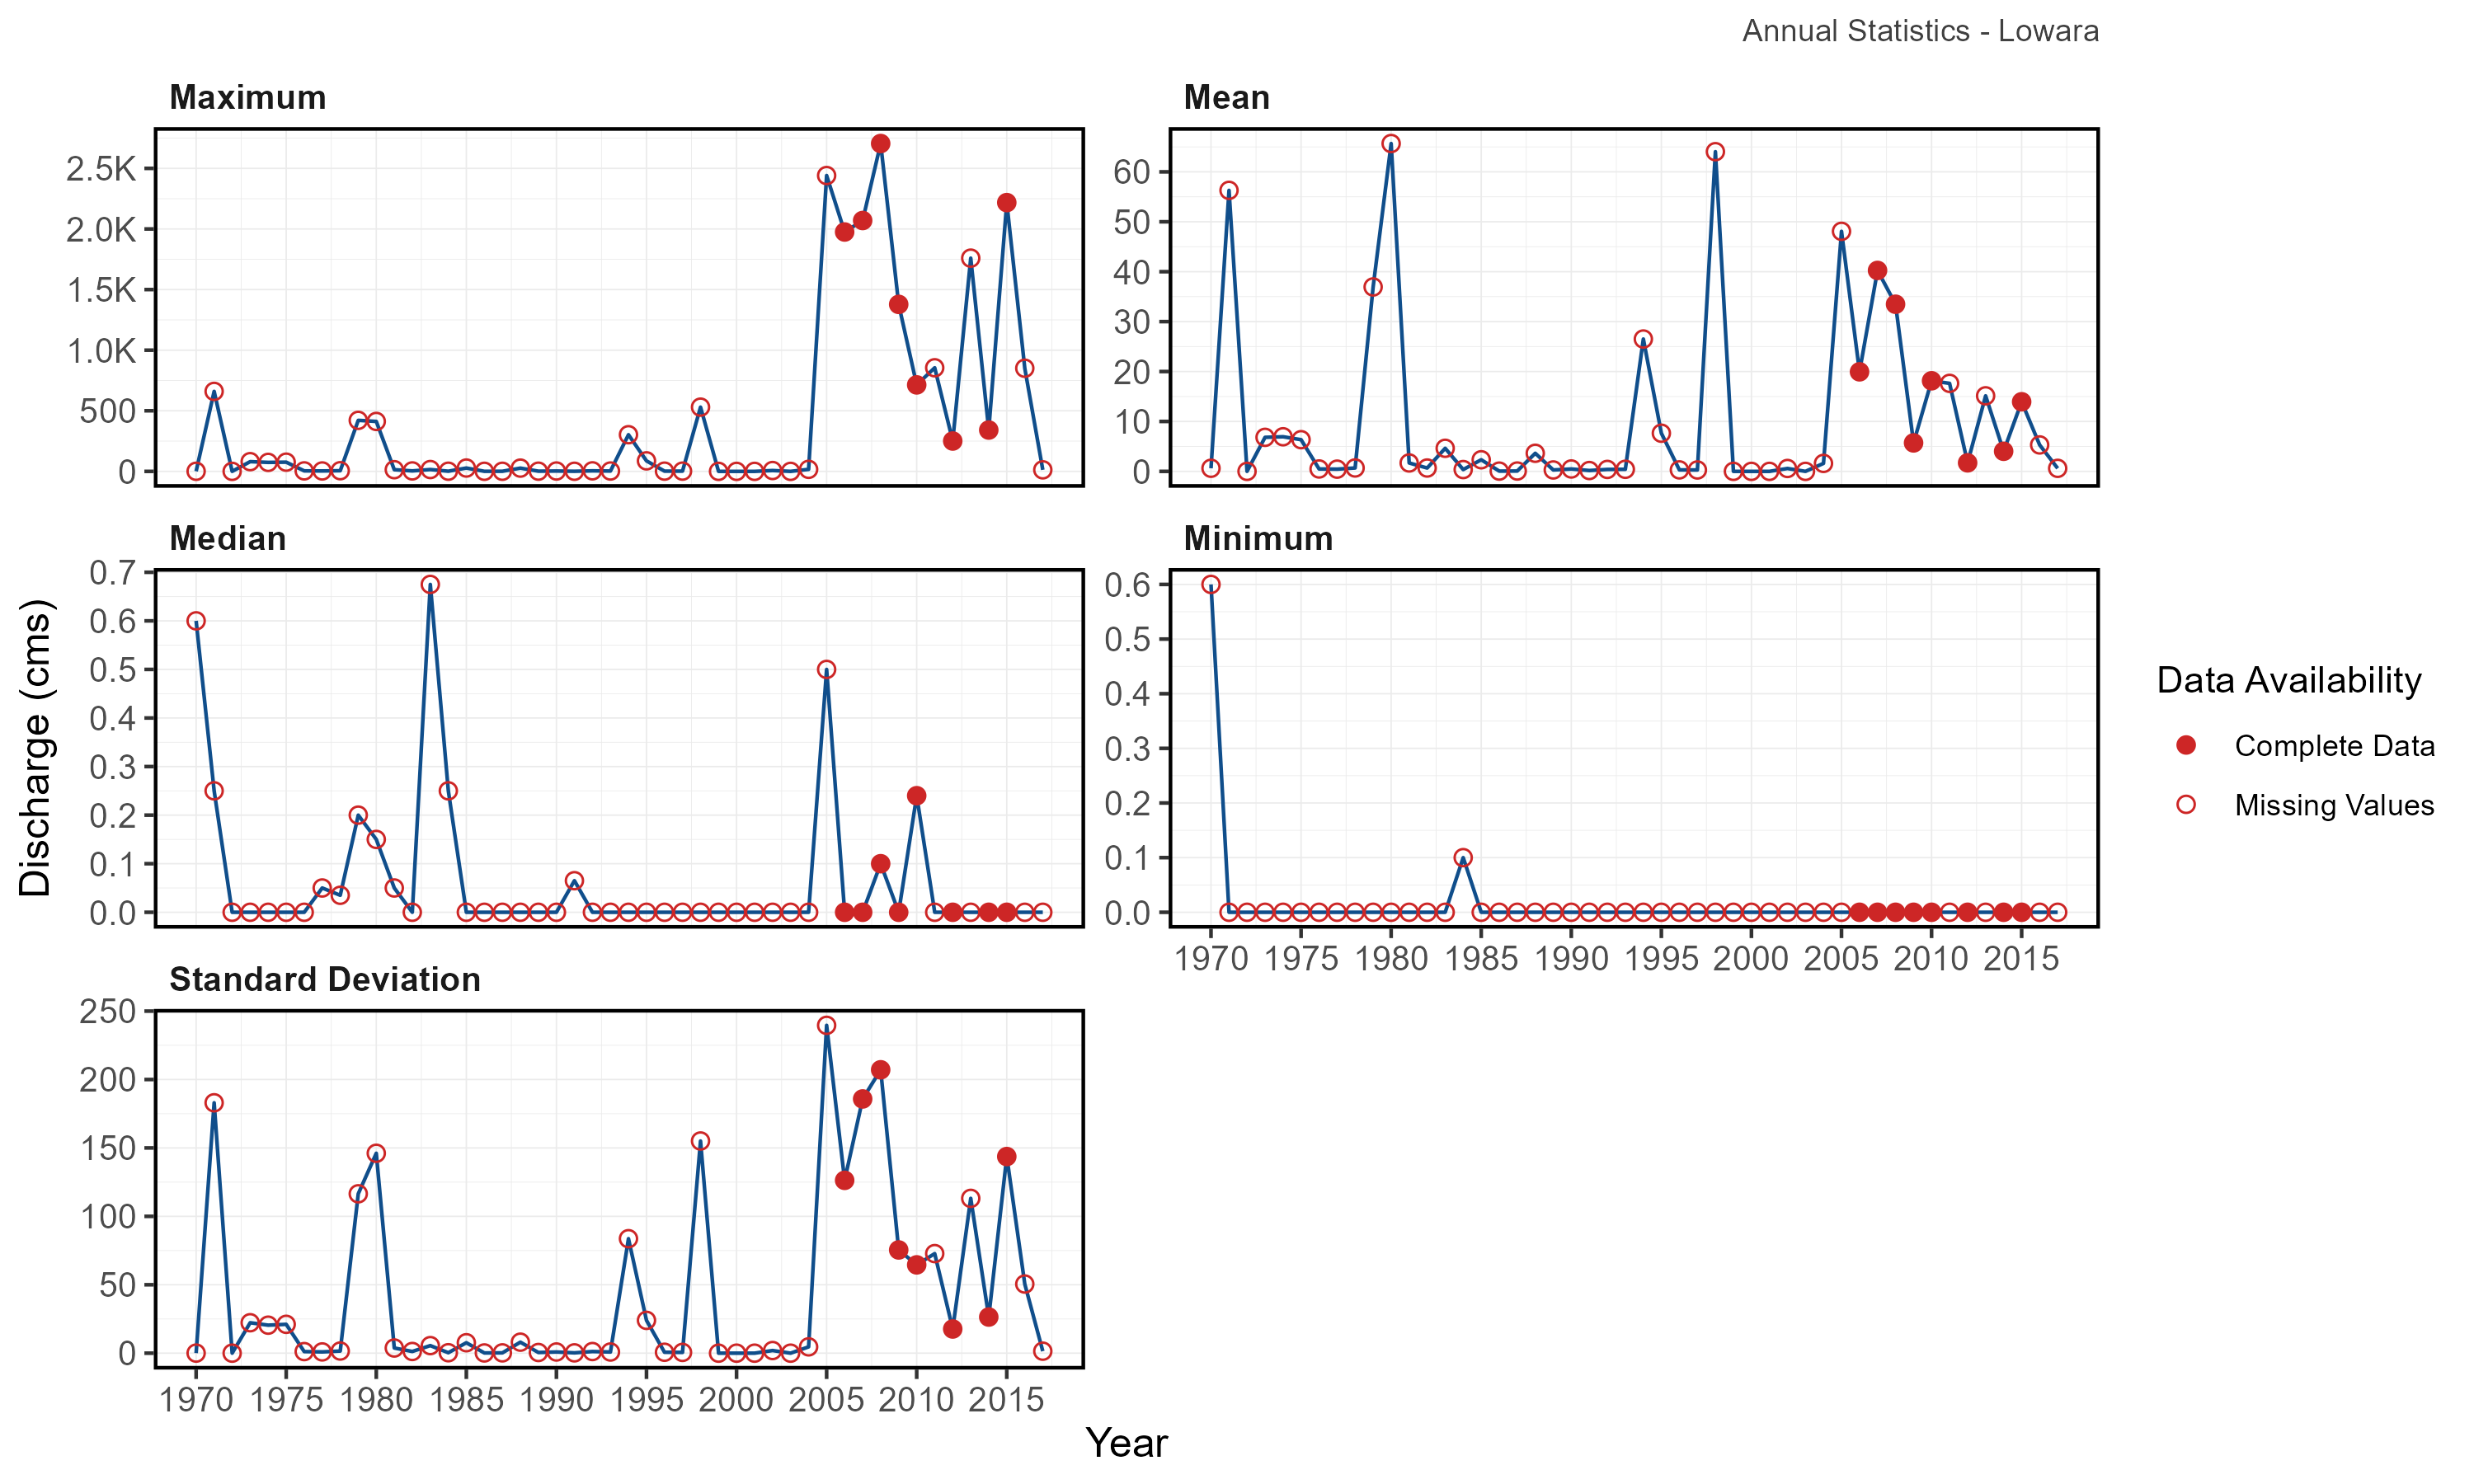 Annual Statistics - Lowara
Maximum
2.5K
2.0K
1.5K
1.0K
500
0
Mean
60
50
40
30
20
10
0
Discharge (cms)
Median
0.7
0.6
0.5
0.4
0.3
0.2
0.1
0.0
Minimum
0.6
0.5
0.4
0.3
0.2
0.1
0.0
1970 1975 1980 1985 1990 1995 2000 2005 2010 2015
Data Availability
Complete Data
Missing Values
Standard Deviation
250
200
150
100
50
0
1970 1975 1980 1985 1990 1995 2000 2005 2010 2015
Year